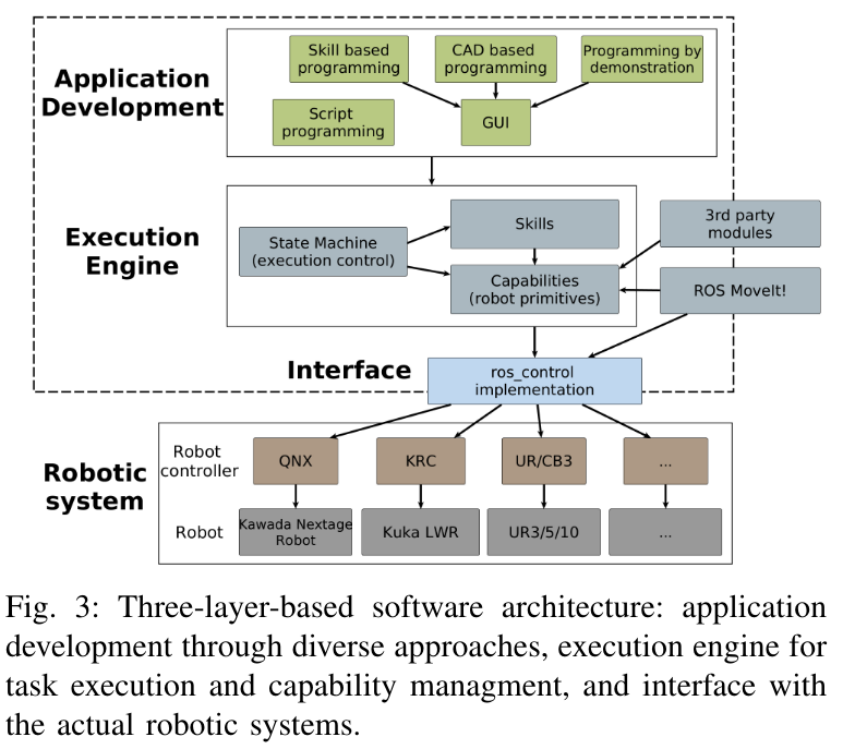 Application
Development
Skill based
programming
CAD based
programming
Programming by
demonstration
Script
programming
GUI
Execution
Engine
State Machine
(execution control)
Skills
Capabilities
(robot primitives)
3rd party
modules
ROS MoveIt!
Interface
ros_control
implementation
Robotic
system
Robot
controller
QNX
KRC
UR/CB3
...
Robot
Kawada Nextage
Robot
Kuka LWR
UR3/5/10
...
Fig. 3: Three-layer-based software architecture: application
development through diverse approaches, execution engine for
task execution and capability managment, and interface with
the actual robotic systems.